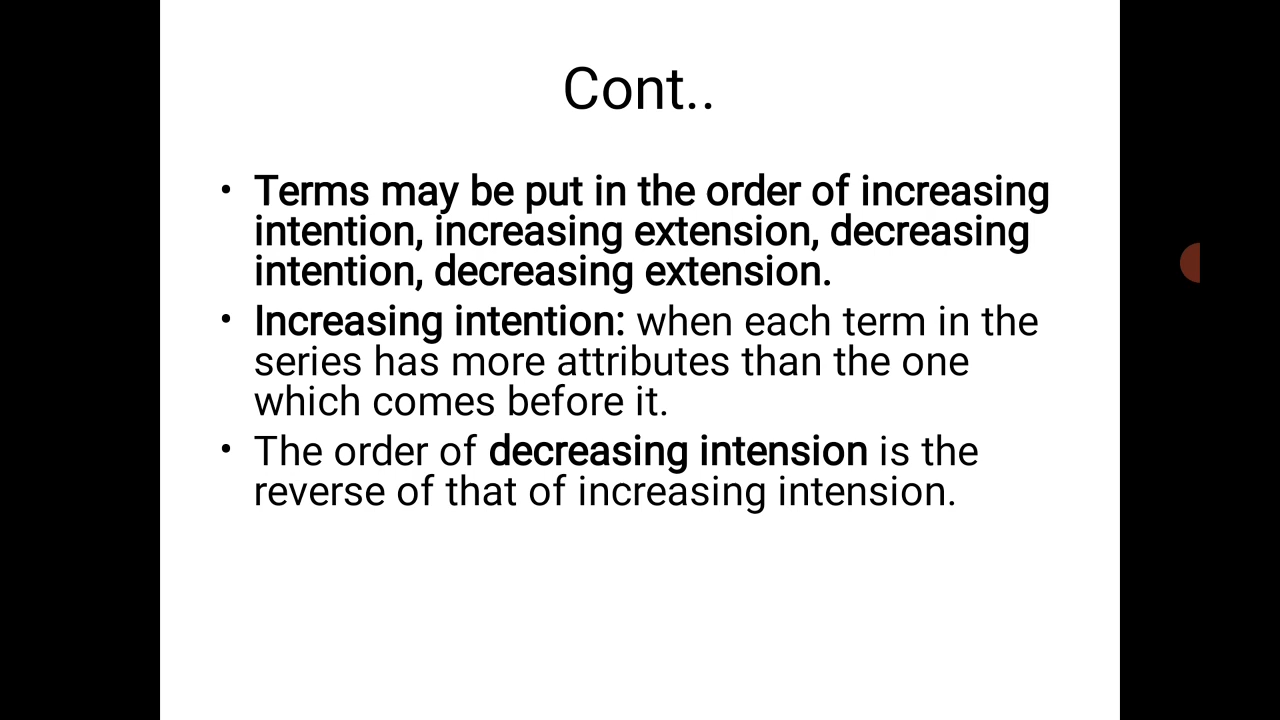 Cont..
• Terms may be put in the order of increasing
intention, increasing extension, decreasing
intention, decreasing extension.
• Increasing intention: when each term in the
series has more attributes than the one
which comes before it.
• The order of decreasing intension is the
reverse of that of increasing intension.